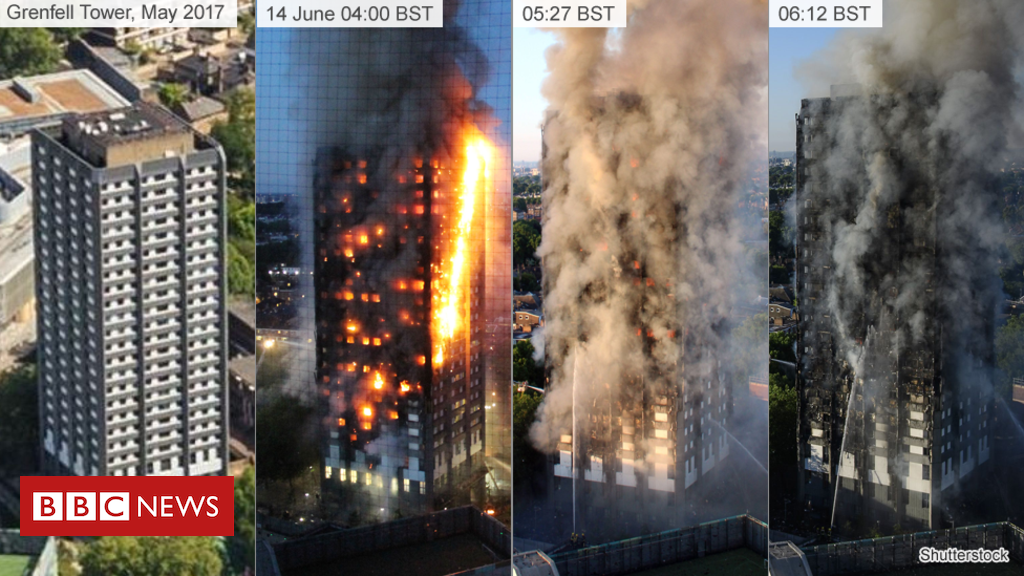 Grenfell Tower, May 2017
14 June 04:00 BST
05:27 BST
06:12 BST
BBC NEWS
Shutterstock